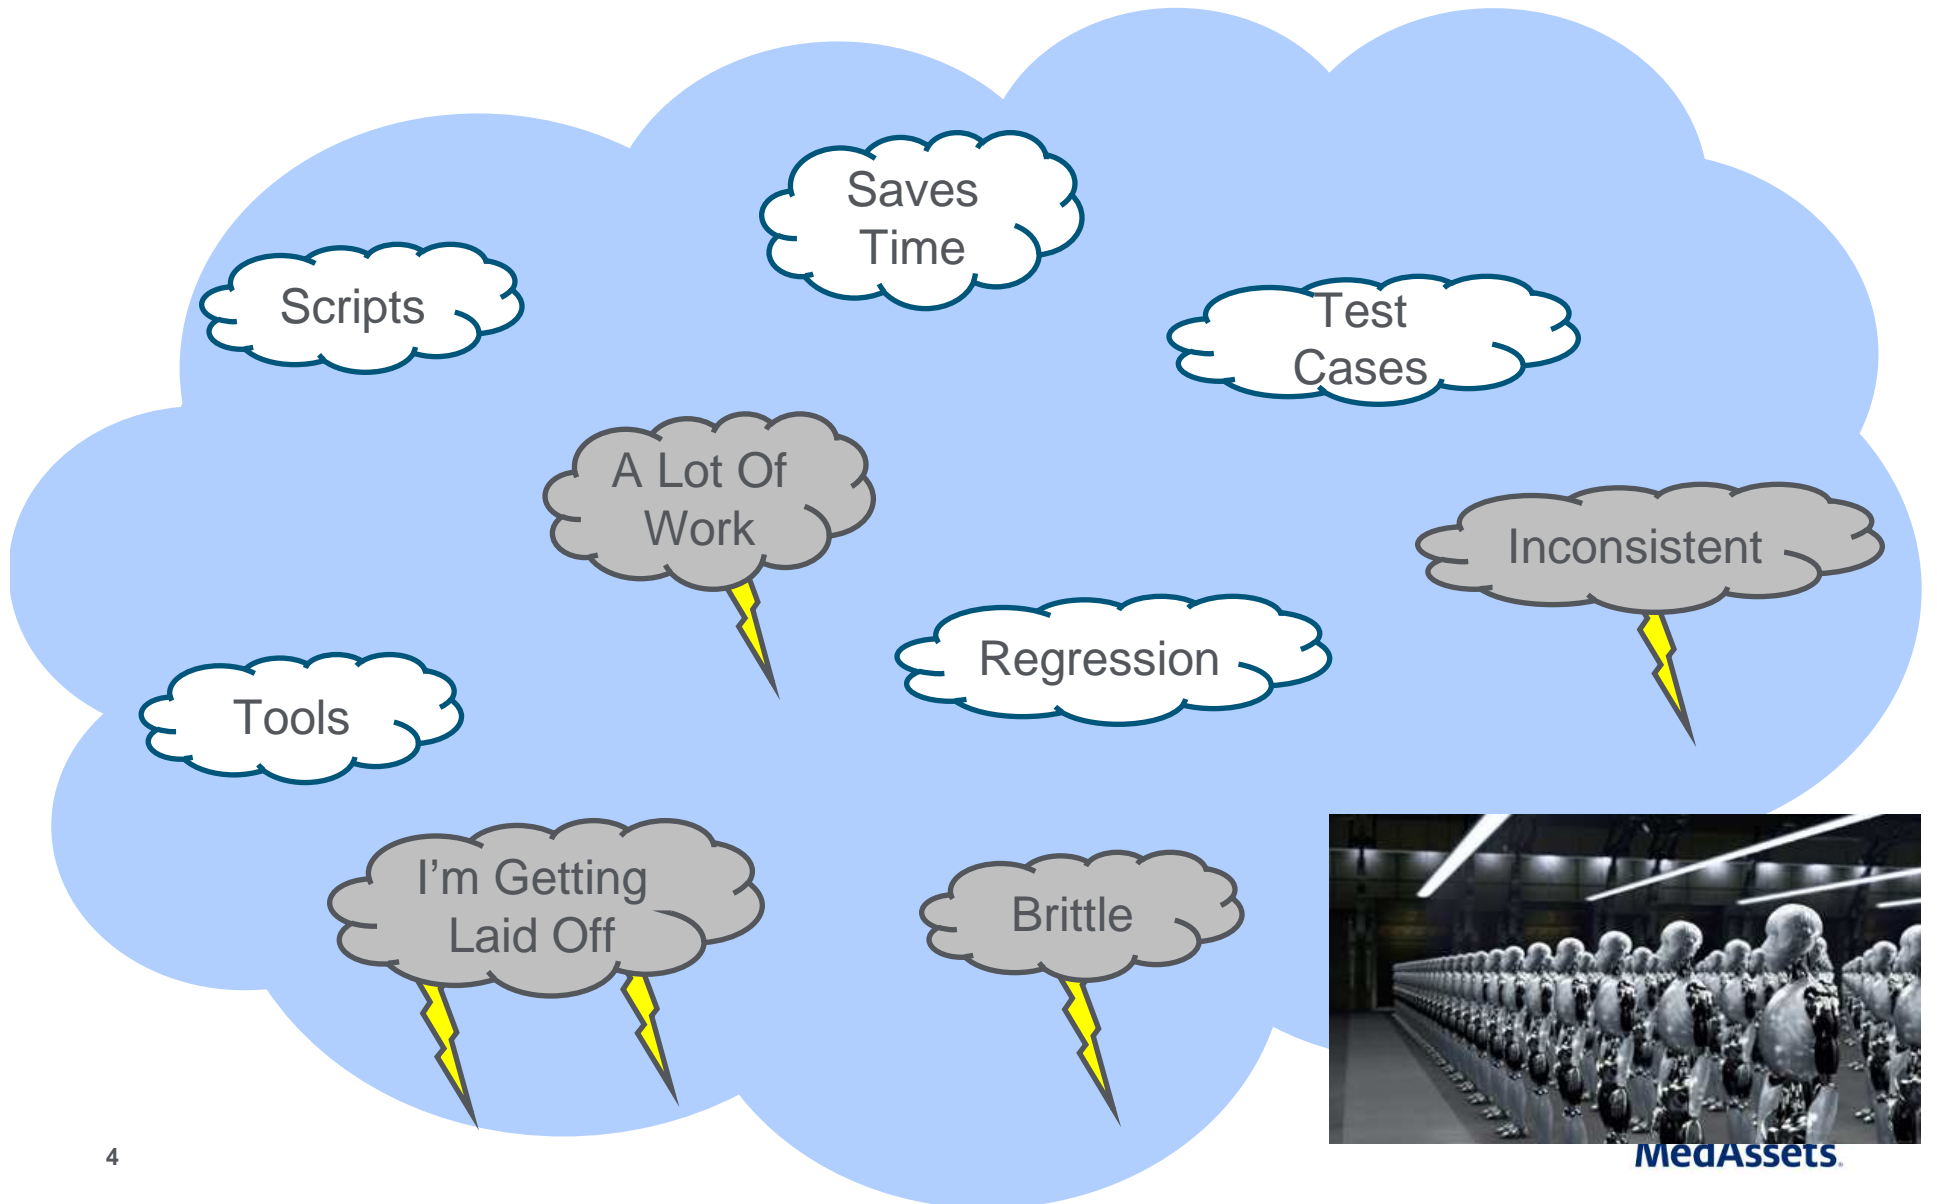 Saves
Time
Scripts
Test
Cases
A Lot Of
Work
Inconsistent
Regression
Tools
I'm Getting
Laid Off
Brittle
4
MedAssets